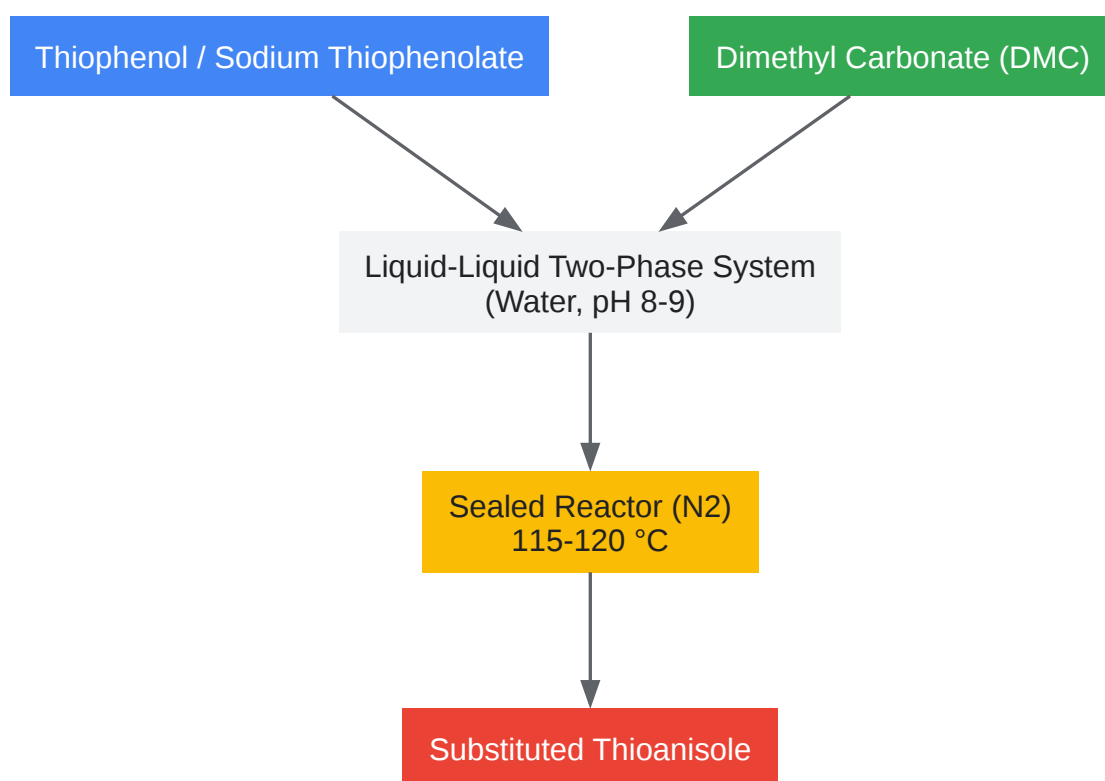 Thiophenol / Sodium Thiophenolate
Dimethyl Carbonate (DMC)
Liquid-Liquid Two-Phase System
(Water, pH 8-9)
Sealed Reactor (N2)
115-120 °C
Substituted Thioanisole